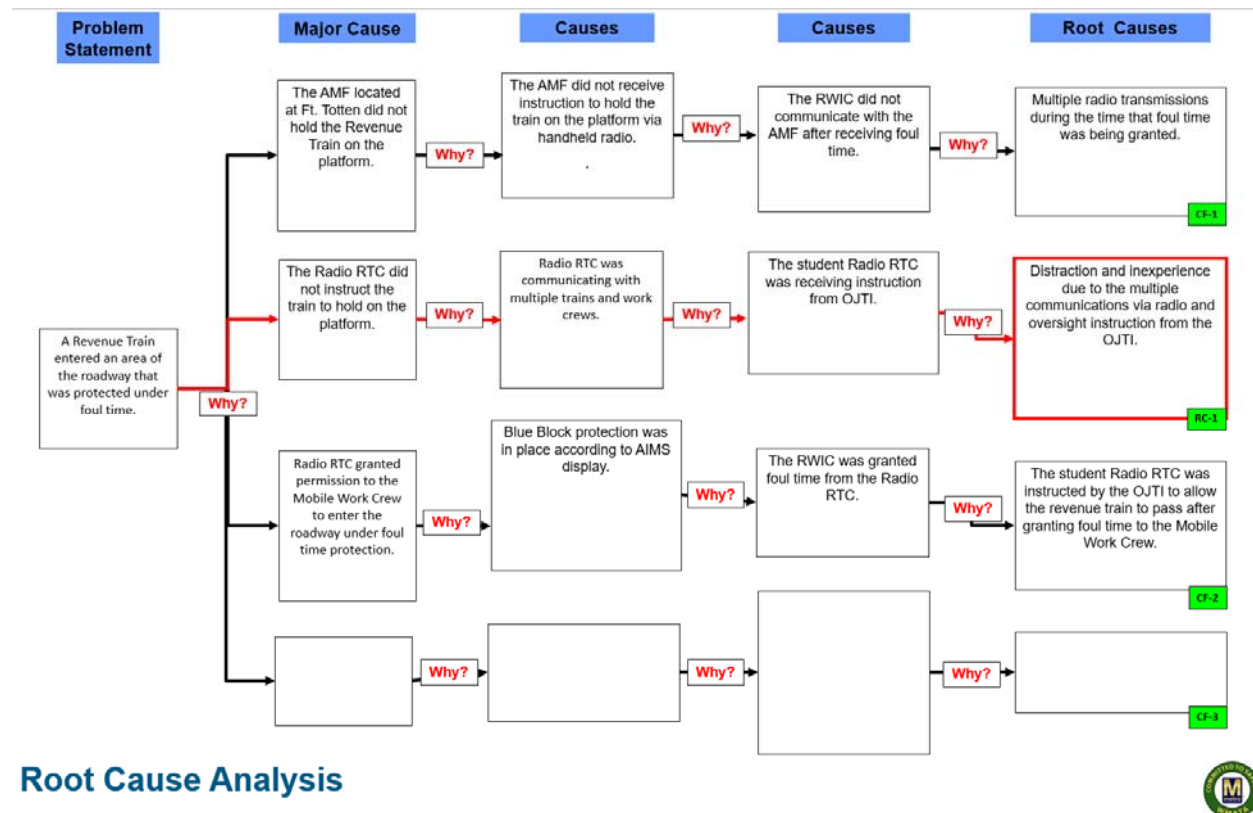 Problem
Statement
Major Cause
Causes
Causes
Root Causes
A Revenue Train
entered an area of
the roadway that
was protected under
foul time.
Why?
The AMF located
at Ft. Totten did not
hold the Revenue
Train on the
platform.
Why?
The AMF did not receive
instruction to hold the
train on the platform via
handheld radio.
.
Why?
The RWIC did not
communicate with the
AMF after receiving foul
time.
Why?
Multiple radio transmissions
during the time that foul time
was being granted.
CF-1
The Radio RTC did
not instruct the
train to hold on the
platform.
Why?
Radio RTC was
communicating with
multiple trains and work
crews.
Why?
The student Radio RTC
was receiving instruction
from OJTI.
Why?
Distraction and inexperience
due to the multiple
communications via radio and
oversight instruction from the
OJTI.
RC-1
Radio RTC granted
permission to the
Mobile Work Crew
to enter the
roadway under foul
time protection.
Why?
Blue Block protection was
in place according to AIMS
display.
Why?
The RWIC was granted
foul time from the Radio
RTC.
Why?
The student Radio RTC was
instructed by the OJTI to allow
the revenue train to pass after
granting foul time to the Mobile
Work Crew.
CF-2
Why?
Why?
Why?
CF-3
Root Cause Analysis
COMMITTED TO
M
WMATA